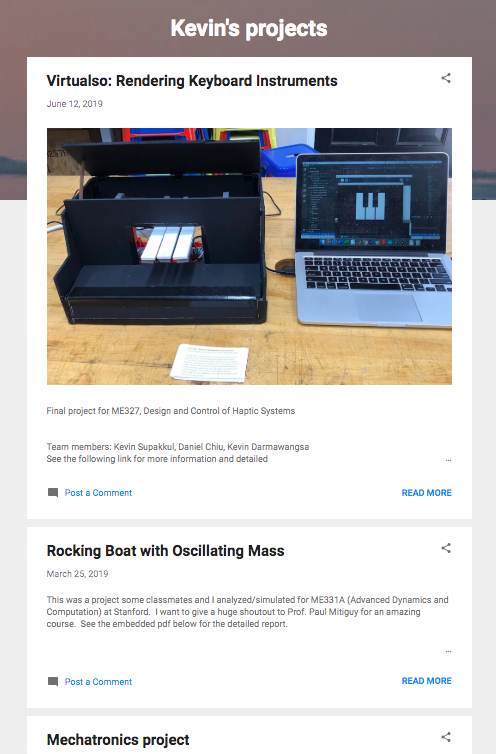 Kevin's projects
Virtualso: Rendering Keyboard Instruments
June 12, 2019
Final project for ME327, Design and Control of Haptic Systems
Team members: Kevin Supakkul, Daniel Chiu, Kevin Darmawangsa
See the following link for more information and detailed
...
Post a Comment
READ MORE
Rocking Boat with Oscillating Mass
March 25, 2019
This was a project some classmates and I analyzed/simulated for ME331A (Advanced Dynamics and
Computation) at Stanford.  I want to give a huge shoutout to Prof. Paul Mitiguy for an amazing
course.  See the embedded pdf below for the detailed report.
...
Post a Comment
READ MORE
Mechatronics project